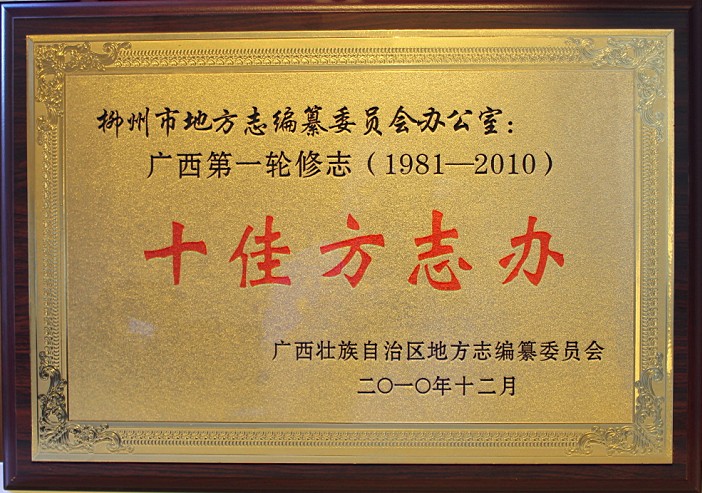 柳州市地方志编纂委员会办公室：
广西第一轮修志（1981—2010）
十佳方志办
广西壮族自治区地方志编纂委员会
二〇一〇年十二月